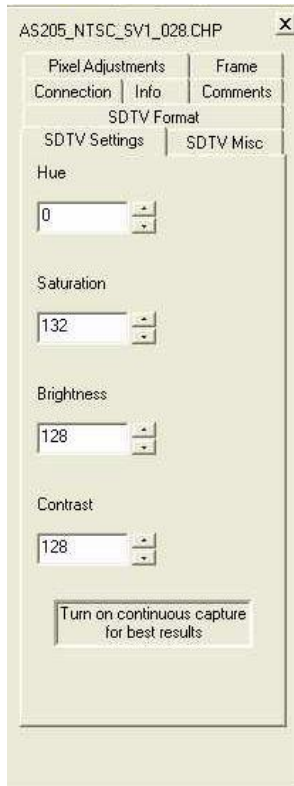 AS205_NTSC_SV1_028.CHP X
Pixel Adjustments Frame
Connection Info Comments
SDTV Format
SDTV Settings SDTV Misc
Hue
0
Saturation
132
Brightness
128
Contrast
128
Turn on continuous capture
for best results